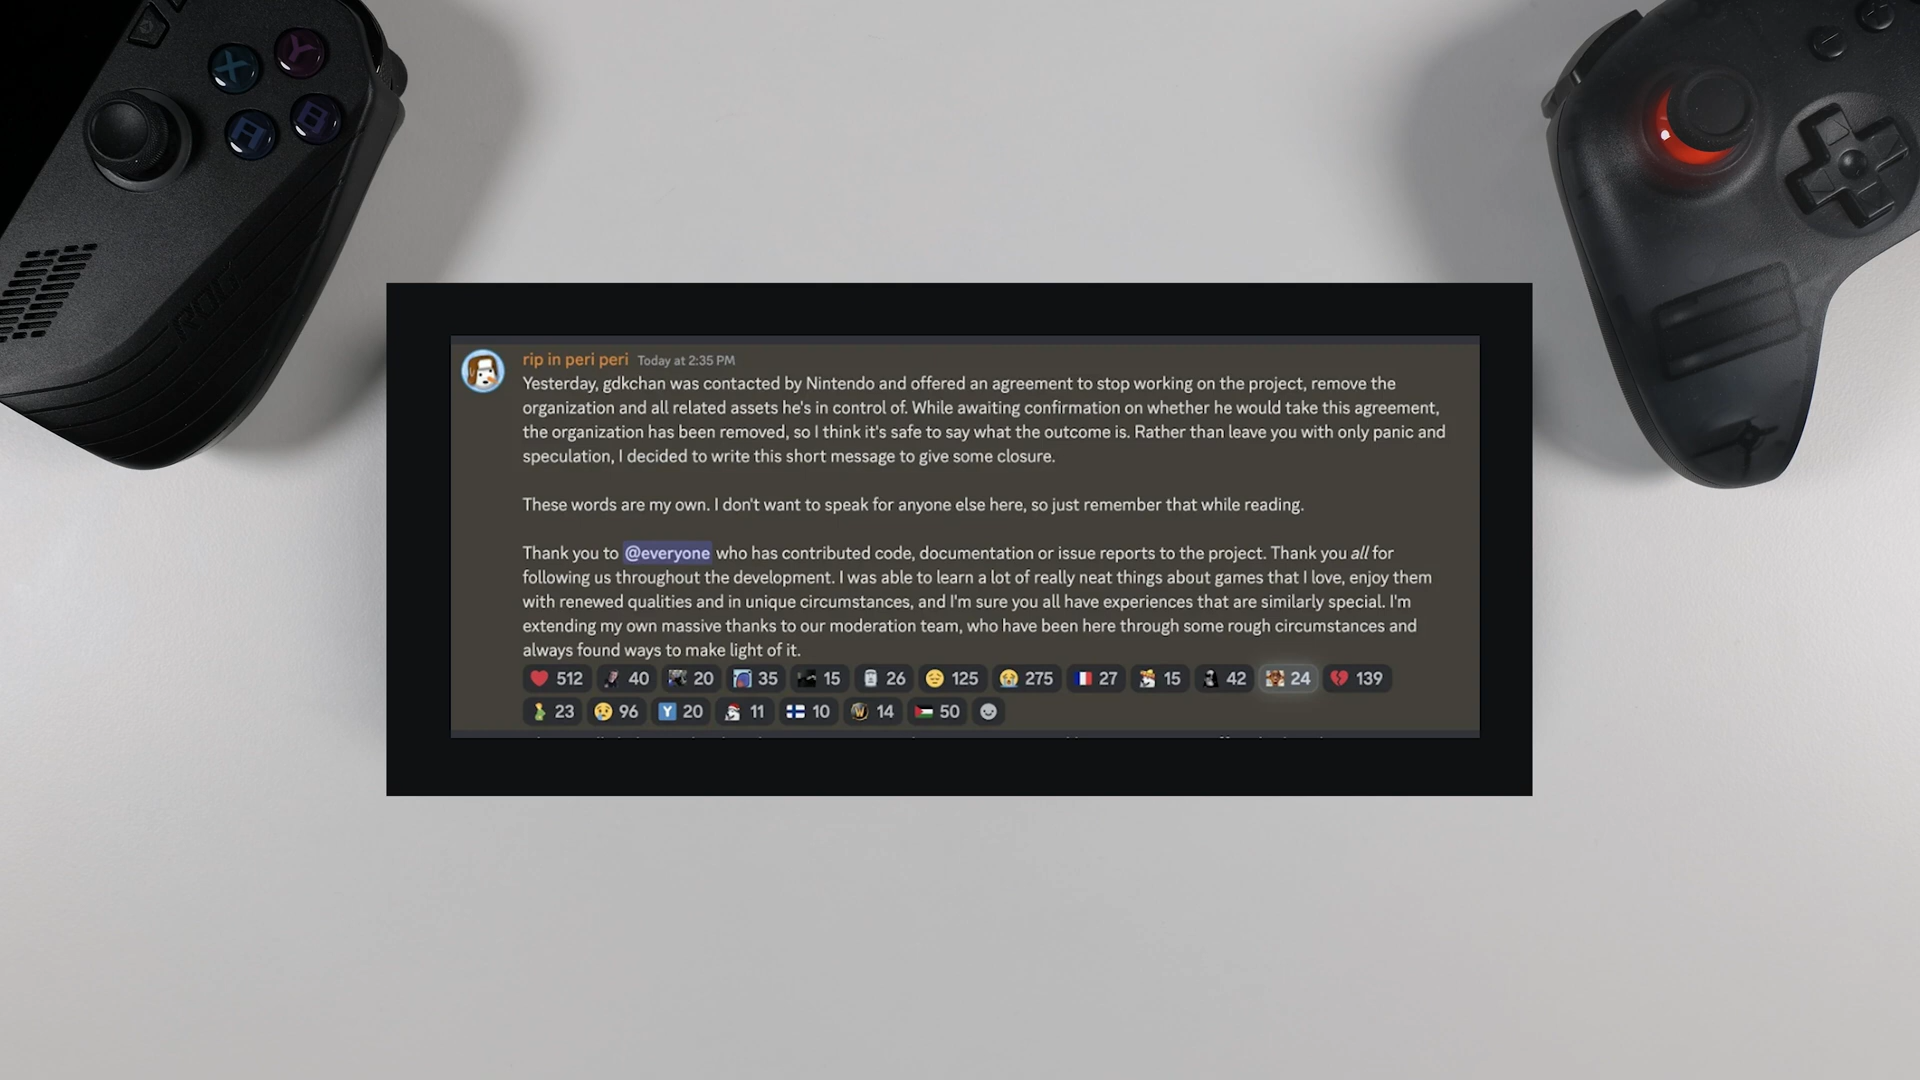 X
Y
A
B
ROG
rip in peri peri Today at 2:35 PM
Yesterday, gdkchan was contacted by Nintendo and offered an agreement to stop working on the project, remove the
organization and all related assets he's in control of. While awaiting confirmation on whether he would take this agreement,
the organization has been removed, so I think it's safe to say what the outcome is. Rather than leave you with only panic and
speculation, I decided to write this short message to give some closure.
These words are my own. I don't want to speak for anyone else here, so just remember that while reading.
Thank you to @everyone who has contributed code, documentation or issue reports to the project. Thank you all for
following us throughout the development. I was able to learn a lot of really neat things about games that I love, enjoy them
with renewed qualities and in unique circumstances, and I'm sure you all have experiences that are similarly special. I'm
extending my own massive thanks to our moderation team, who have been here through some rough circumstances and
always found ways to make light of it.
512 40 20 35 15 26 125 275 27 15 42 24 139
23 96 Y 20 11 10 14 50